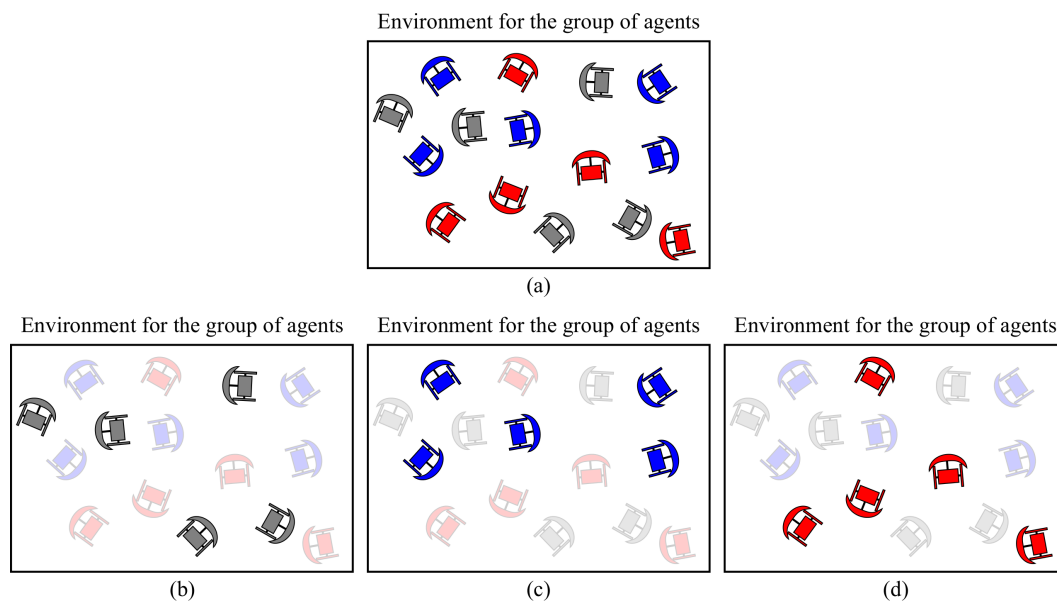 Environment for the group of agents
(a)
Environment for the group of agents
Environment for the group of agents
Environment for the group of agents
(b)
(c)
(d)